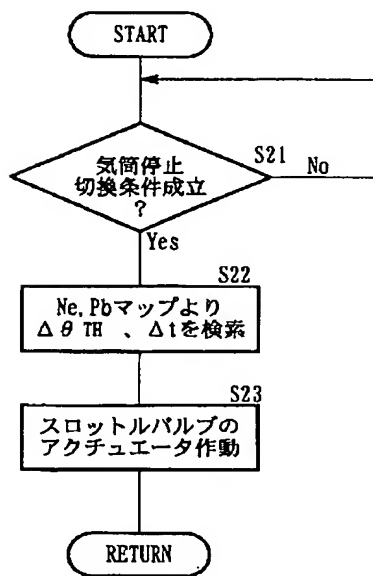 START
S21
気筒停止
切換条件成立
?
No
Yes
S22
Ne,Pbマップより
Δθ TH 、Δtを検索
S23
スロットルバルブの
アクチュエータ作動
RETURN